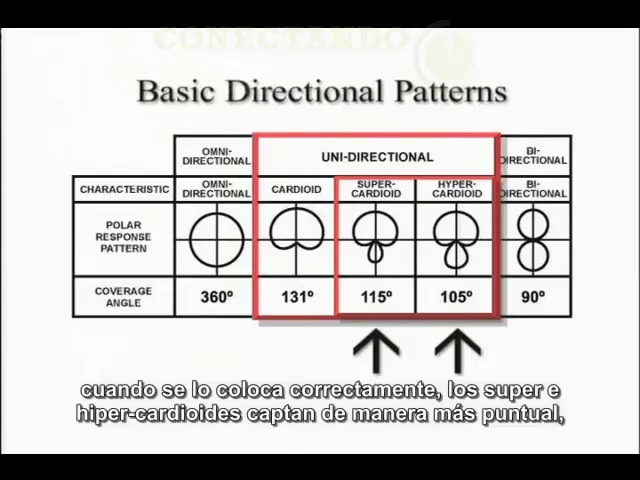 CONECTANDO
Basic Directional Patterns
OMNI-
DIRECTIONAL
UNI-DIRECTIONAL
BI-
DIRECTIONAL
CHARACTERISTIC
OMNI-
DIRECTIONAL
CARDIOID
SUPER-
CARDIOID
HYPER-
CARDIOID
BI-
DIRECTIONAL
POLAR
RESPONSE
PATTERN
COVERAGE
ANGLE
360º
131º
115º
105º
90º
cuando se lo coloca correctamente, los super e
hiper-cardioides captan de manera más puntual,